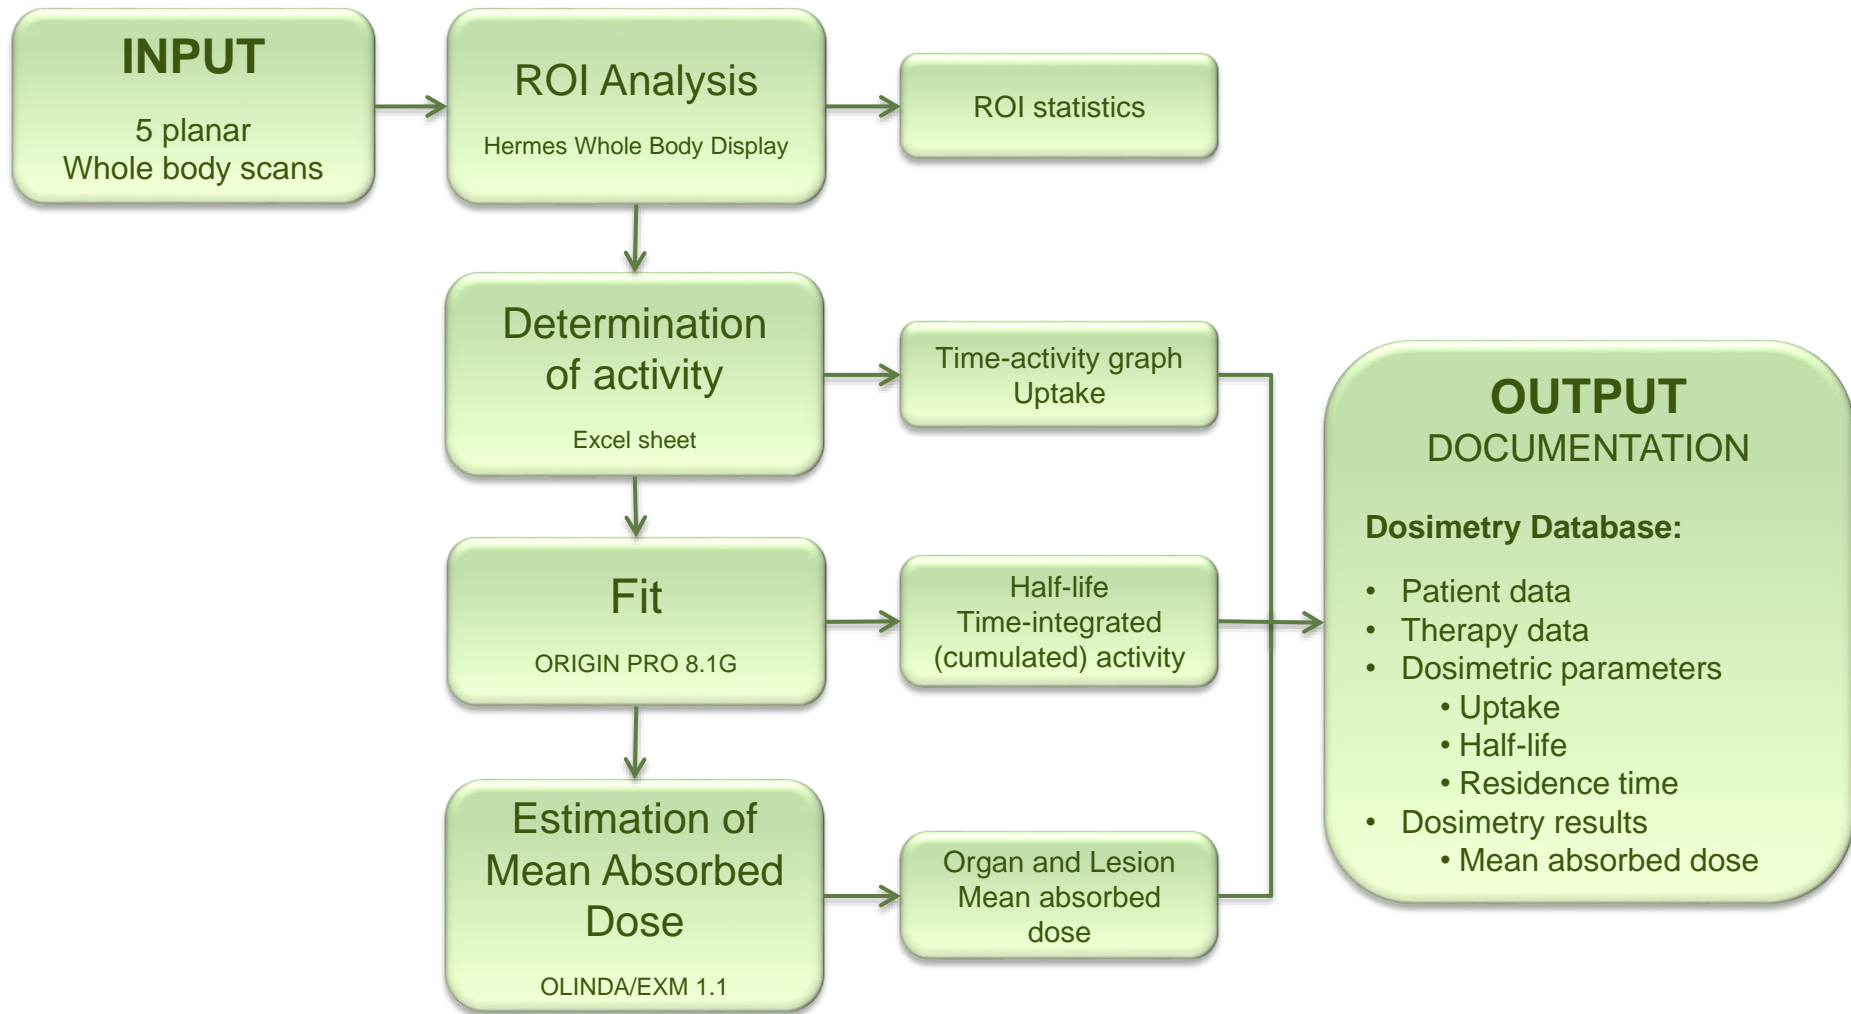 INPUT
5 planar
Whole body scans
ROI Analysis
Hermes Whole Body Display
ROI statistics
Determination
of activity
Excel sheet
Time-activity graph
Uptake
Fit
ORIGIN PRO 8.1G
Half-life
Time-integrated
(cumulated) activity
Estimation of
Mean Absorbed
Dose
OLINDA/EXM 1.1
Organ and Lesion
Mean absorbed
dose
OUTPUT
DOCUMENTATION
Dosimetry Database:
• Patient data
• Therapy data
• Dosimetric parameters
• Uptake
• Half-life
• Residence time
• Dosimetry results
• Mean absorbed dose